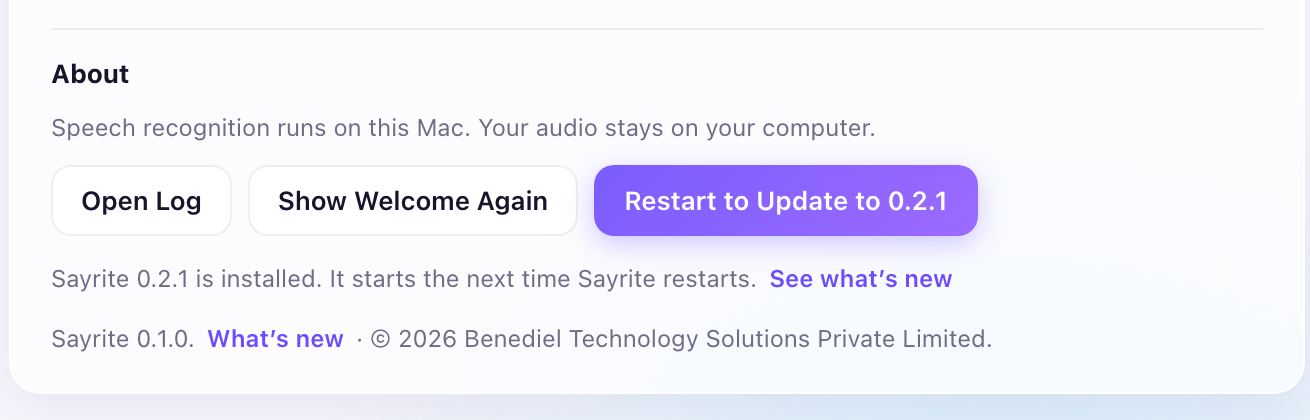 About
Speech recognition runs on this Mac. Your audio stays on your computer.
Open Log
Show Welcome Again
Restart to Update to 0.2.1
Sayrite 0.2.1 is installed. It starts the next time Sayrite restarts. See what’s new
Sayrite 0.1.0. What’s new · © 2026 Benediel Technology Solutions Private Limited.